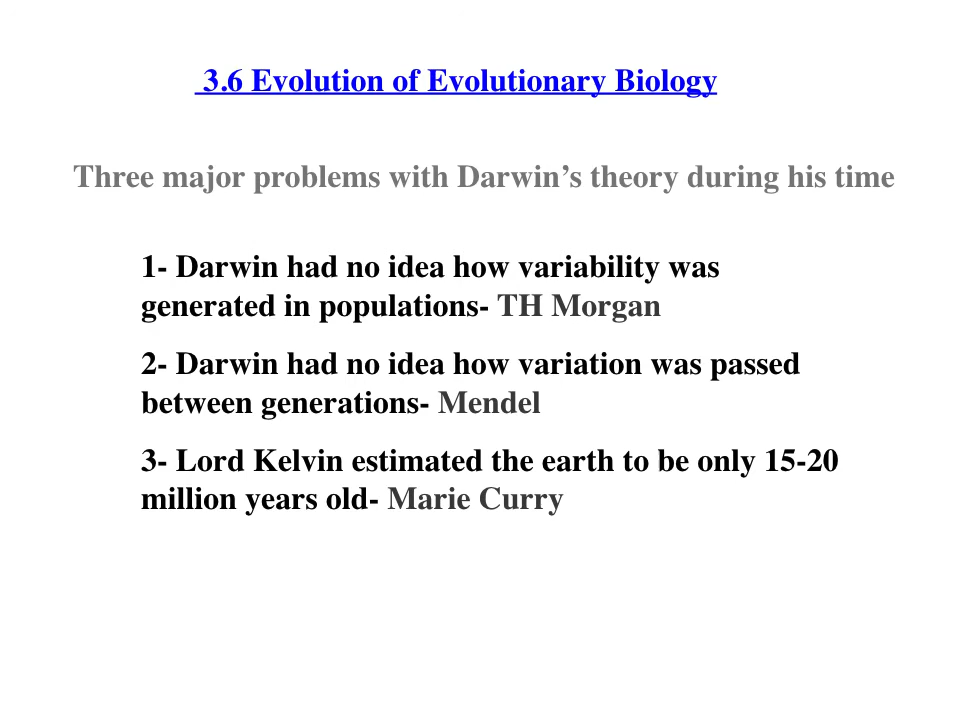 3.6 Evolution of Evolutionary Biology
Three major problems with Darwin’s theory during his time
1- Darwin had no idea how variability was
generated in populations- TH Morgan
2- Darwin had no idea how variation was passed
between generations- Mendel
3- Lord Kelvin estimated the earth to be only 15-20
million years old- Marie Curry